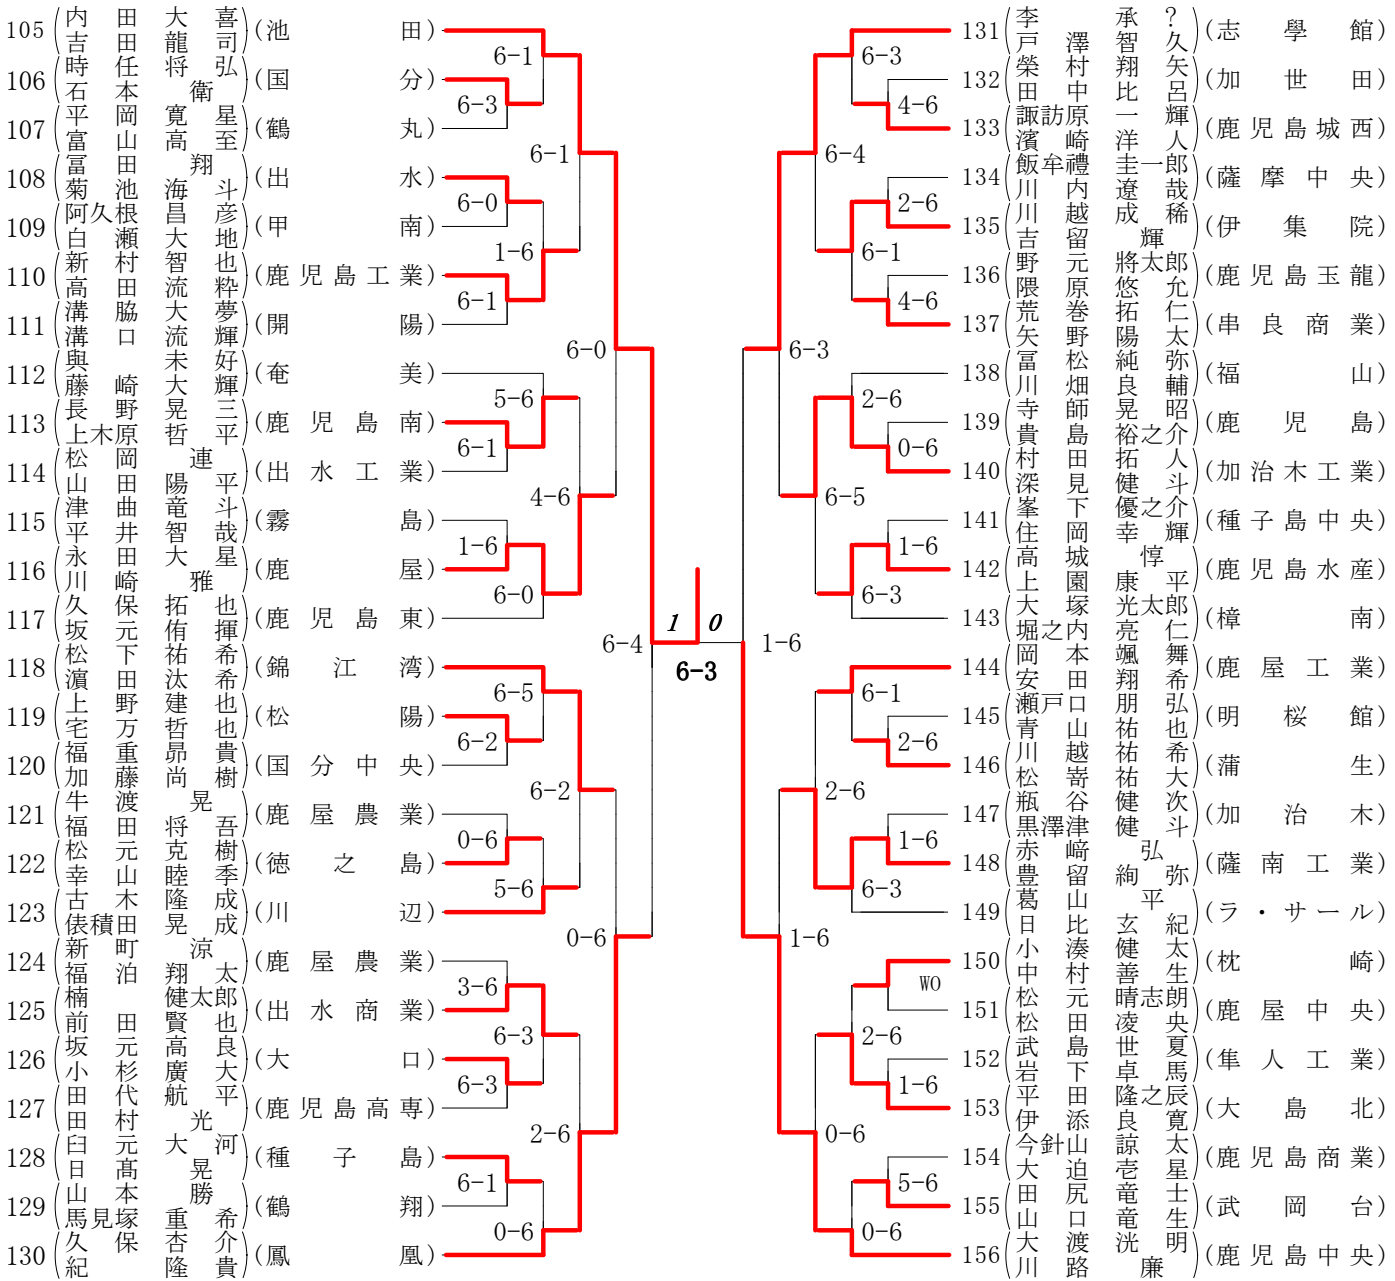 105 内田大喜 吉田龍司 (池田)
106 時任将弘 石本衛 (国分)
107 平岡寛星 富山高至 (鶴丸)
108 冨田翔 菊池海斗 (出水)
109 阿久根昌彦 白瀬大地 (甲南)
110 新村智也 高田流粋 (鹿児島工業)
111 溝脇大夢 溝口流輝 (開陽)
112 與未好 藤崎大輝 (奄美)
113 長野晃三 上木原哲平 (鹿児島南)
114 松岡連 山田陽平 (出水工業)
115 津曲竜斗 平井智哉 (霧島)
116 永田大星 川崎雅 (鹿屋)
117 久保拓也 坂元侑揮 (鹿児島東)
118 松下祐希 濵田汰希 (錦江湾)
119 上野建也 宅万哲也 (松陽)
120 福重昴貴 加藤尚樹 (国分中央)
121 牛渡晃 福田将吾 (鹿屋農業)
122 松元克樹 幸山睦季 (徳之島)
123 古木隆成 俵積田晃成 (川辺)
124 新町涼 福泊翔太 (鹿屋農業)
125 楠健太郎 前田賢也 (出水商業)
126 坂元高良 小杉廣大 (大口)
127 田代航平 田村光 (鹿児島高専)
128 臼元大河 日髙晃 (種子島)
129 山本勝 馬見塚重希 (鶴翔)
130 久保杏介 紀隆貴 (鳳凰)
6-1
6-3
6-1
6-0
1-6
6-1
6-0
5-6
6-1
4-6
1-6
6-0
6-4
6-5
6-2
6-2
0-6
5-6
0-6
3-6
6-3
6-3
2-6
6-1
0-6
1 0
6-3
131 李承? 戸澤智久 (志學館)
132 榮村翔矢 田中比呂 (加世田)
133 諏訪原一輝 濱崎洋人 (鹿児島城西)
134 飯牟禮圭一郎 川内遼哉 (薩摩中央)
135 川越成稀 吉留輝 (伊集院)
136 野元將太郎 隈原悠允 (鹿児島玉龍)
137 荒巻拓仁 矢野陽太 (串良商業)
138 冨松純弥 川畑良輔 (福山)
139 寺師晃昭 貴島裕之介 (鹿児島)
140 村田拓人 深見健斗 (加治木工業)
141 峯下優之介 住岡幸輝 (種子島中央)
142 高城惇 上園康平 (鹿児島水産)
143 大塚光太郎 堀之内亮仁 (樟南)
144 岡本颯舞 安田翔希 (鹿屋工業)
145 瀬戸口朋弘 青山祐也 (明桜館)
146 川越祐希 松嵜祐大 (蒲生)
147 瓶谷健次 黒澤津健斗 (加治木)
148 赤﨑弘 豊留絢弥 (薩南工業)
149 葛山平 日比玄紀 (ラ・サール)
150 小湊健太 中村善生 (枕崎)
151 松元晴志朗 松田凌央 (鹿屋中央)
152 武島世夏 岩下卓馬 (隼人工業)
153 平田隆之辰 伊添良寛 (大島北)
154 今針山諒太 大迫壱星 (鹿児島商業)
155 田尻竜士 山口竜生 (武岡台)
156 大渡洸明 川路廉 (鹿児島中央)
6-3
4-6
6-4
2-6
6-1
4-6
6-3
2-6
0-6
6-5
1-6
6-3
1-6
6-1
2-6
2-6
1-6
6-3
1-6
WO
2-6
1-6
0-6
5-6
0-6